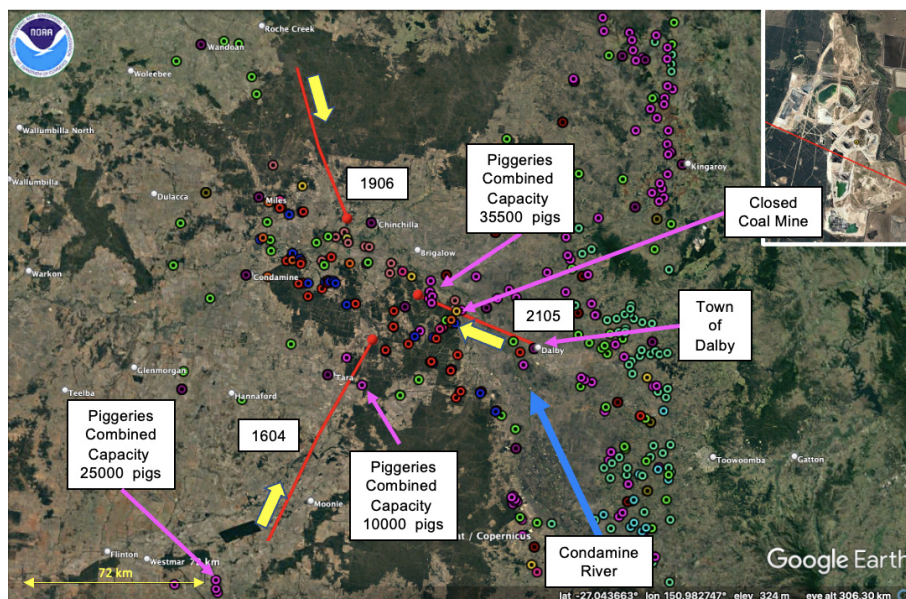 NOAA
Roche Creek
Wandoan
Woleebee
Wallumbilla North
Wallumbilla
Dulacca
Miles
1906
Chinchilla
Piggeries
Combined
Capacity
35500 pigs
Kingaroy
Closed
Coal Mine
Brigalow
Warkon
Condamine
2105
Town
of
Dalby
Dalby
Glenmorgan
Teelba
Hannaford
Tara
Piggeries
Combined
Capacity
25000 pigs
1604
Piggeries
Combined
Capacity
10000 pigs
Toowoomba
Gatton
Moonie
t / Copernicus
Condamine
River
Flinton
Westmar
72 km
Google Earth
lat -27.043663° lon 150.982747° elev 324 m eye alt 306.30 km